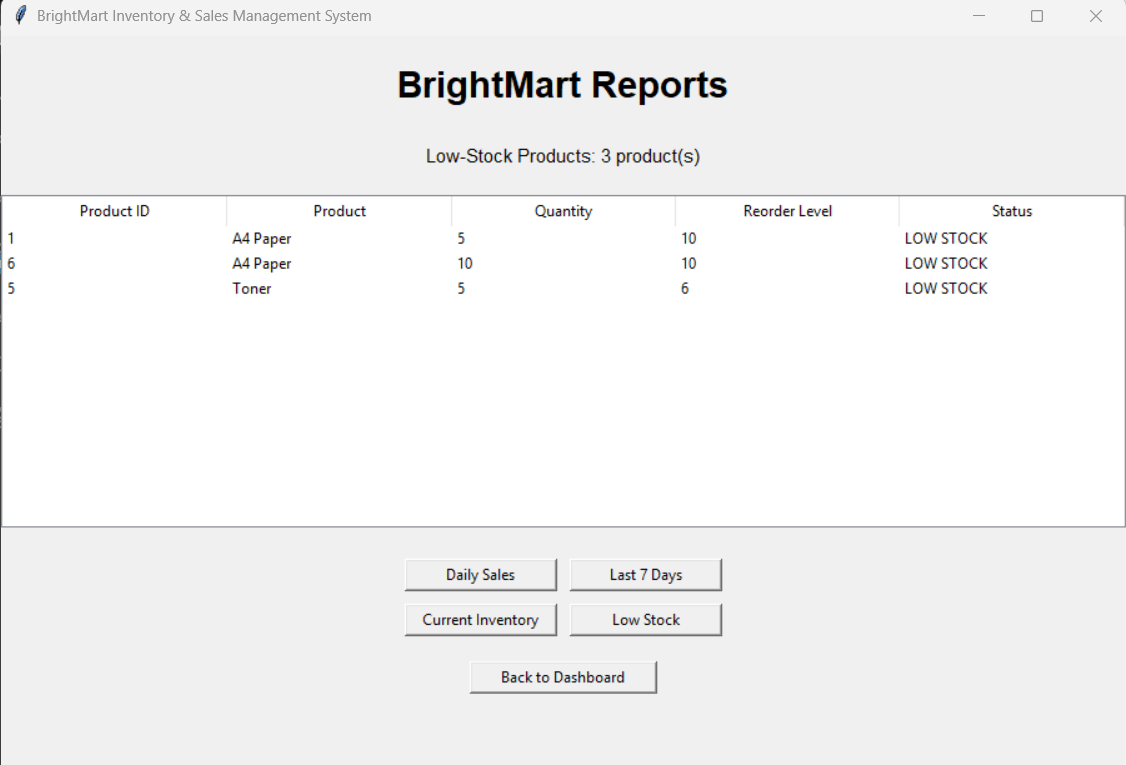 BrightMart Inventory & Sales Management System
BrightMart Reports
Low-Stock Products: 3 product(s)
Product ID Product Quantity Reorder Level Status
1 A4 Paper 5 10 LOW STOCK
6 A4 Paper 10 10 LOW STOCK
5 Toner 5 6 LOW STOCK
Daily Sales Last 7 Days
Current Inventory Low Stock
Back to Dashboard